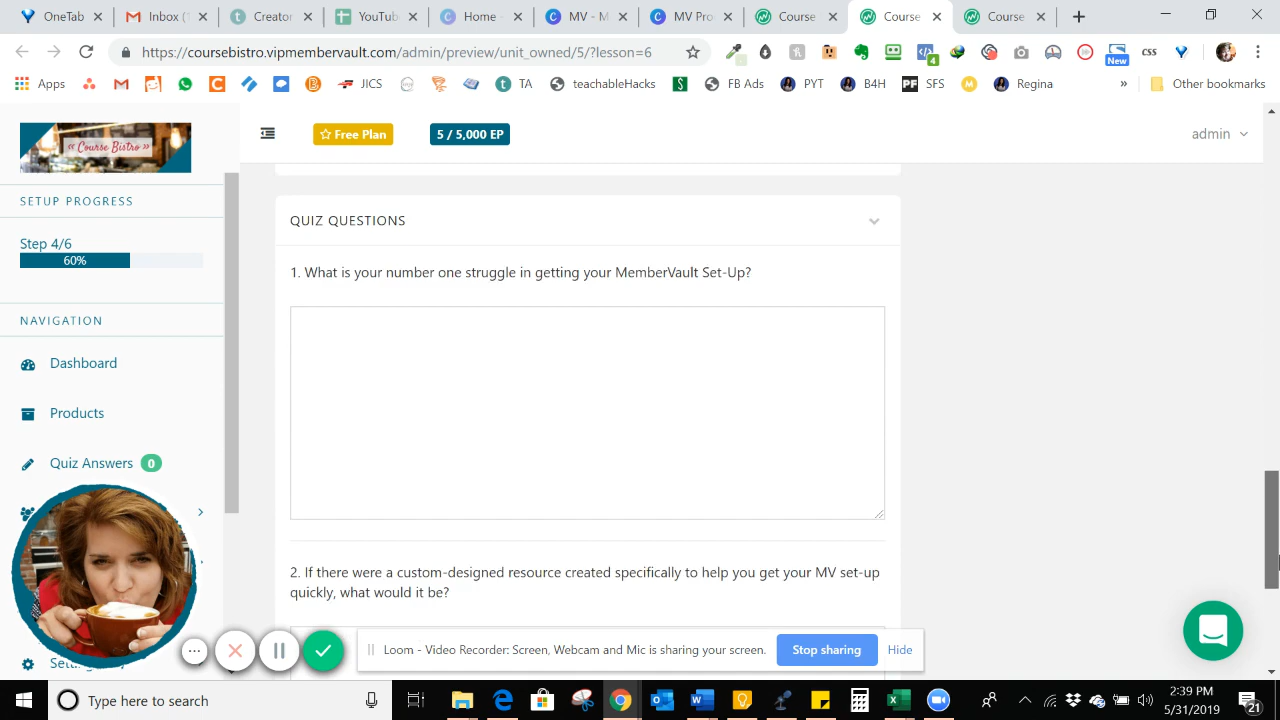 OneTab
Inbox (1
Creator
YouTub
Home -
MV - M
MV Pro
Course
Course
Course
https://coursebistro.vipmembervault.com/admin/preview/unit_owned/5/?lesson=6
4
New
CSS
Apps
JICS
TA
teachableHacks
FB Ads
PYT
B4H
PF SFS
Regina
»
Other bookmarks
« Course Bistro »
Free Plan
5 / 5,000 EP
admin
SETUP PROGRESS
Step 4/6
60%
NAVIGATION
Dashboard
Products
Quiz Answers 0
QUIZ QUESTIONS
1. What is your number one struggle in getting your MemberVault Set-Up?
2. If there were a custom-designed resource created specifically to help you get your MV set-up
quickly, what would it be?
Loom - Video Recorder: Screen, Webcam and Mic is sharing your screen.
Stop sharing
Hide
Type here to search
2:39 PM
5/31/2019
21